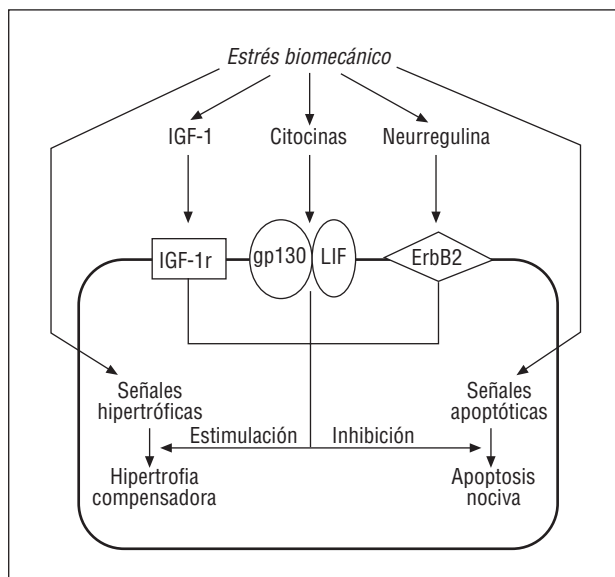 Estrés biomecánico
IGF-1
Citocinas
Neurregulina
IGF-1r
gp130
LIF
ErbB2
Señales
hipertróficas
Señales
apoptóticas
Estimulación
Inhibición
Hipertrofia
compensadora
Apoptosis
nociva